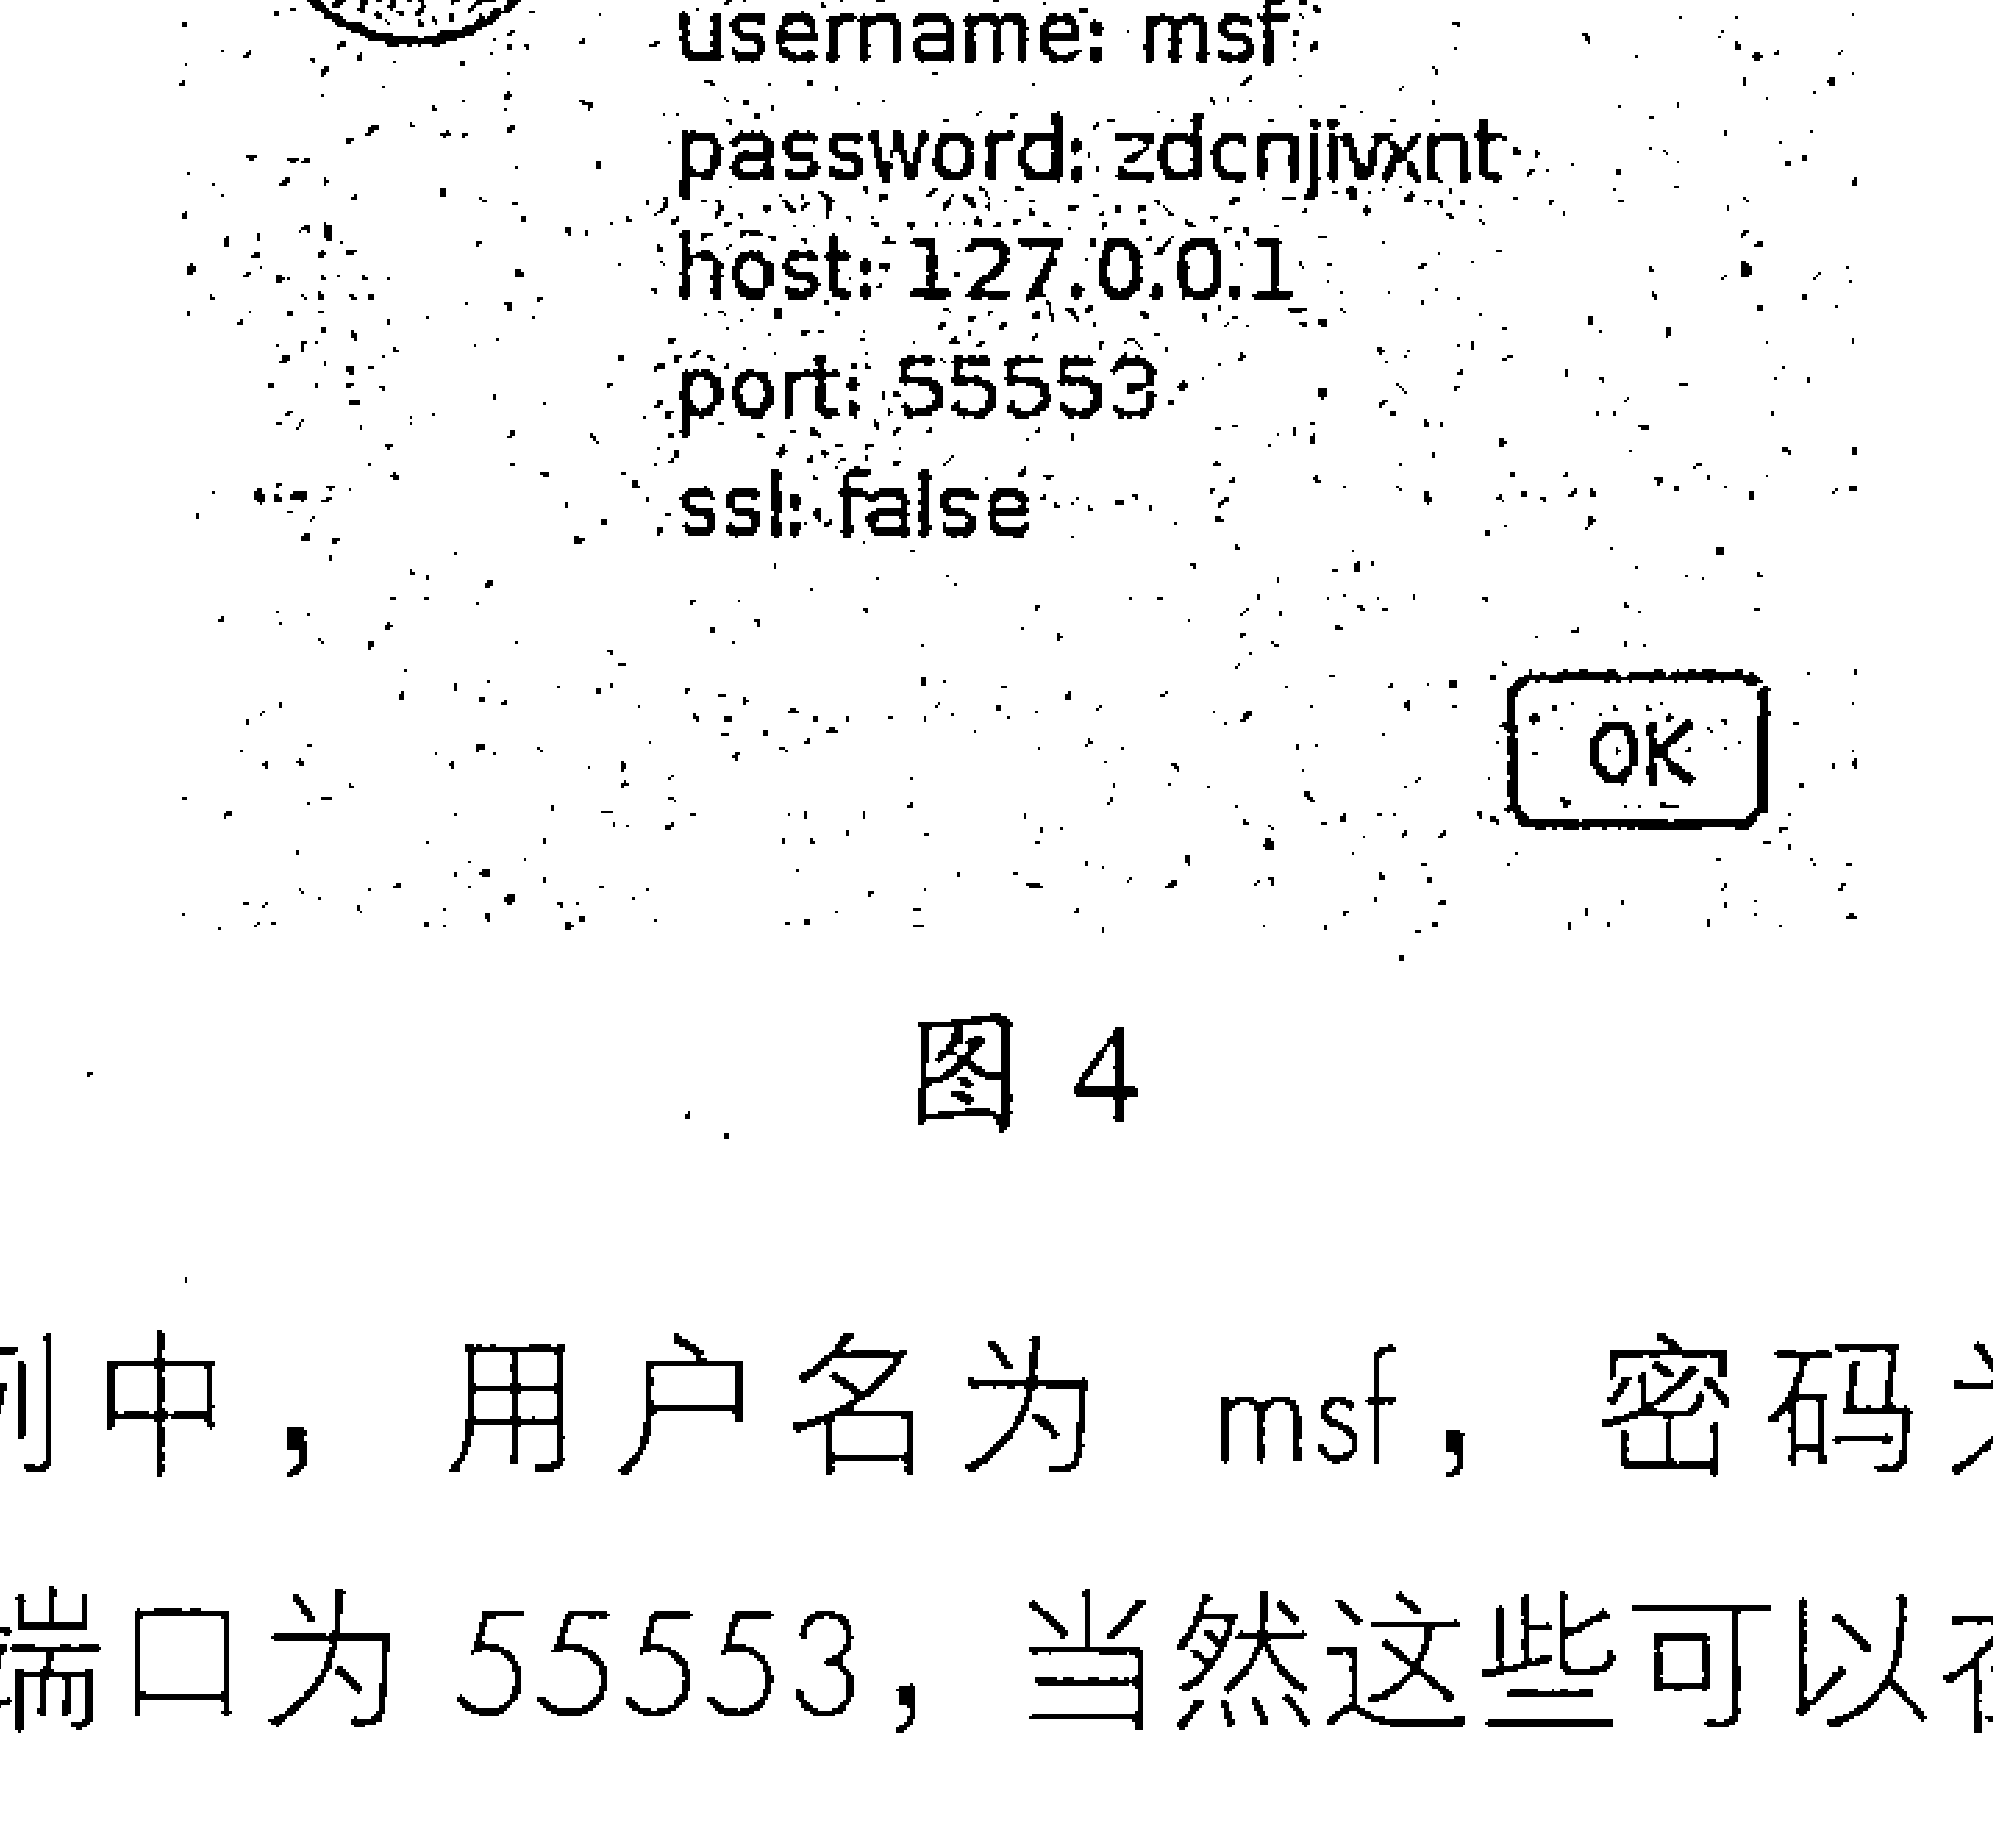 username: msf
password: zdcnjivxnt
host: 127.0.0.1
port: 55553
ssl: false
OK
图 4
中，用户名为 msf，密码
端口为 55553，当然这些可以